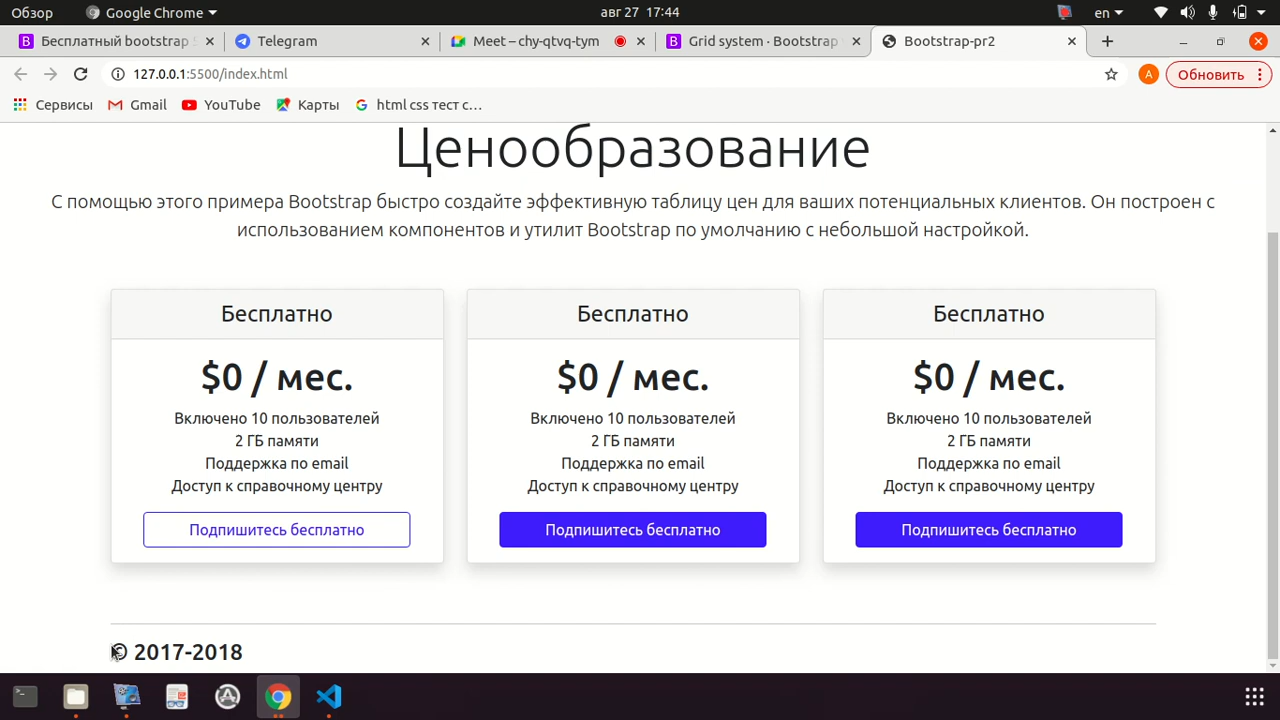 Обзор
Google Chrome
авг 27 17:44
en
Бесплатный bootstrap
Telegram
Meet – chy-qtvq-tym
Grid system · Bootstrap
Bootstrap-pr2
127.0.0.1:5500/index.html
А
Обновить
Сервисы
Gmail
YouTube
Карты
html css тест с…
Ценообразование
С помощью этого примера Bootstrap быстро создайте эффективную таблицу цен для ваших потенциальных клиентов. Он построен с
использованием компонентов и утилит Bootstrap по умолчанию с небольшой настройкой.
Бесплатно
$0 / мес.
Включено 10 пользователей
2 ГБ памяти
Поддержка по email
Доступ к справочному центру
Подпишитесь бесплатно
Бесплатно
$0 / мес.
Включено 10 пользователей
2 ГБ памяти
Поддержка по email
Доступ к справочному центру
Подпишитесь бесплатно
Бесплатно
$0 / мес.
Включено 10 пользователей
2 ГБ памяти
Поддержка по email
Доступ к справочному центру
Подпишитесь бесплатно
© 2017-2018